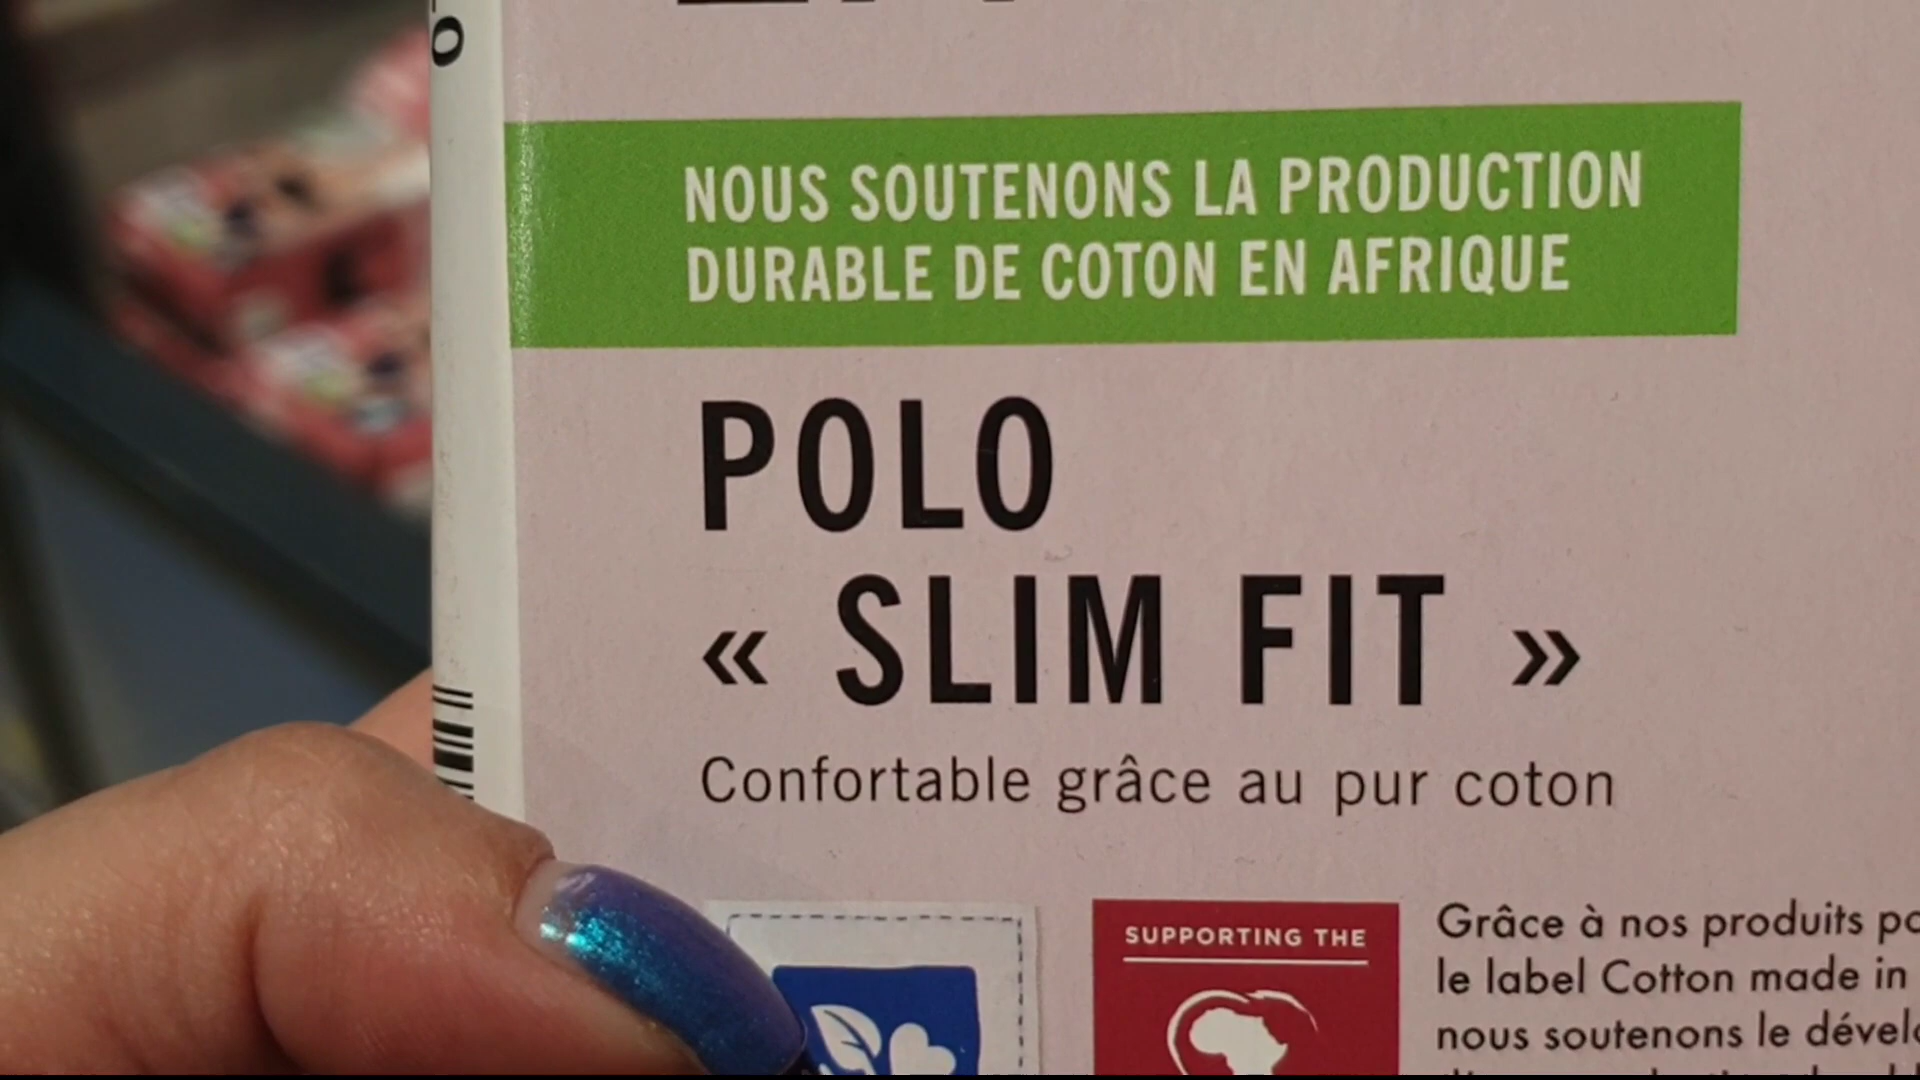 NOUS SOUTENONS LA PRODUCTION
DURABLE DE COTON EN AFRIQUE
POLO
« SLIM FIT »
Confortable grâce au pur coton
SUPPORTING THE
Grâce à nos produits
le label Cotton made in
nous soutenons le